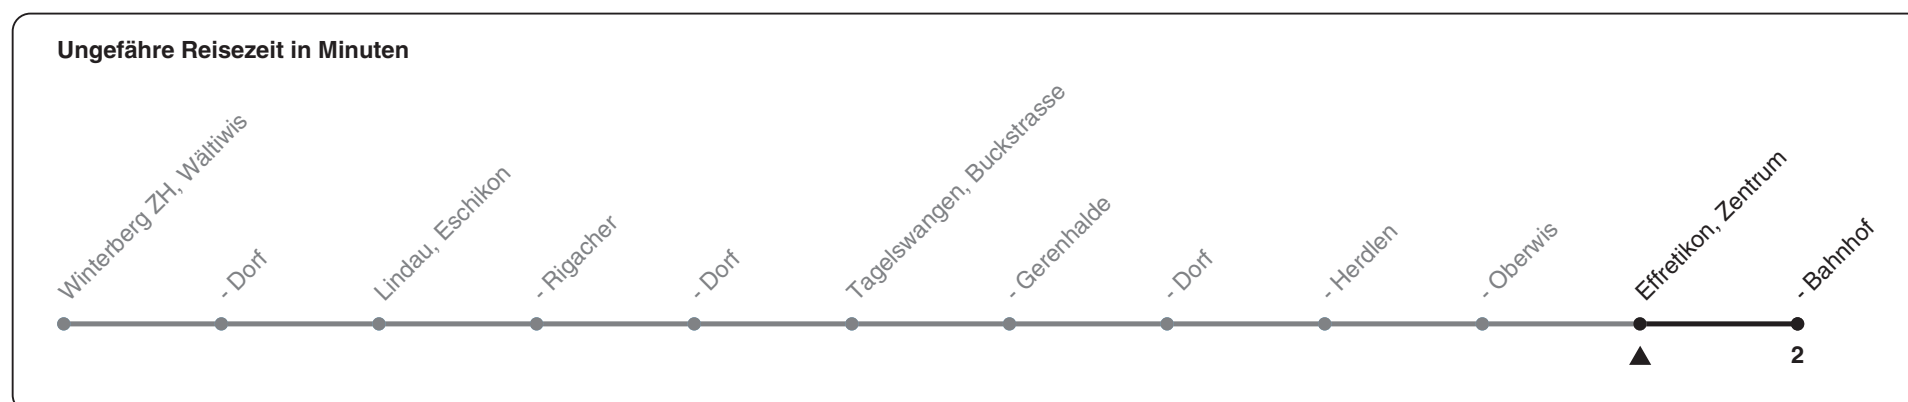 Ungefähre Reisezeit in Minuten
Winterberg ZH, Wältiwis
- Dorf
Lindau, Eschikon
- Rigacher
- Dorf
Tagelswangen, Buckstrasse
- Gerenhalde
- Dorf
- Herdlen
- Oberwis
Effretikon, Zentrum
- Bahnhof
2